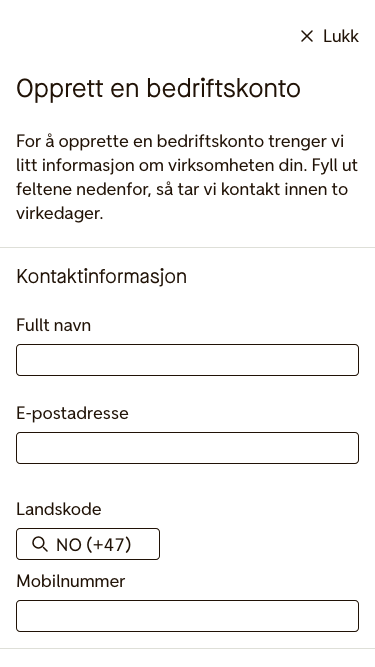 Lukk
Opprett en bedriftskonto
For å opprette en bedriftskonto trenger vi
litt informasjon om virksomheten din. Fyll ut
feltene nedenfor, så tar vi kontakt innen to
virkedager.
Kontaktinformasjon
Fullt navn
E-postadresse
Landskode
NO (+47)
Mobilnummer